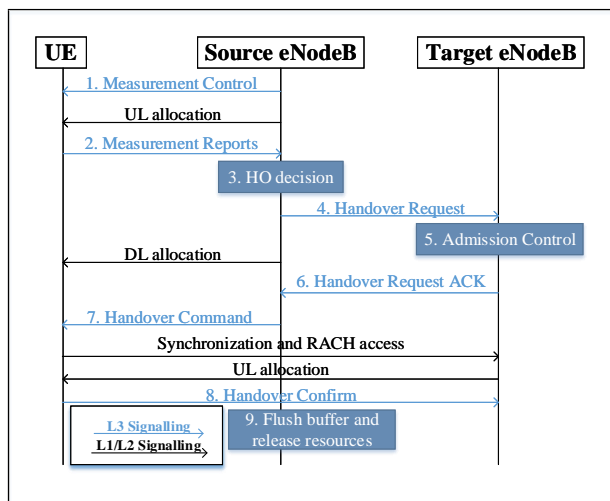 UE
Source eNodeB
Target eNodeB
1. Measurement Control
UL allocation
2. Measurement Reports
3. HO decision
4. Handover Request
5. Admission Control
DL allocation
6. Handover Request ACK
7. Handover Command
Synchronization and RACH access
UL allocation
8. Handover Confirm
L3 Signalling
L1/L2 Signalling
9. Flush buffer and
release resources